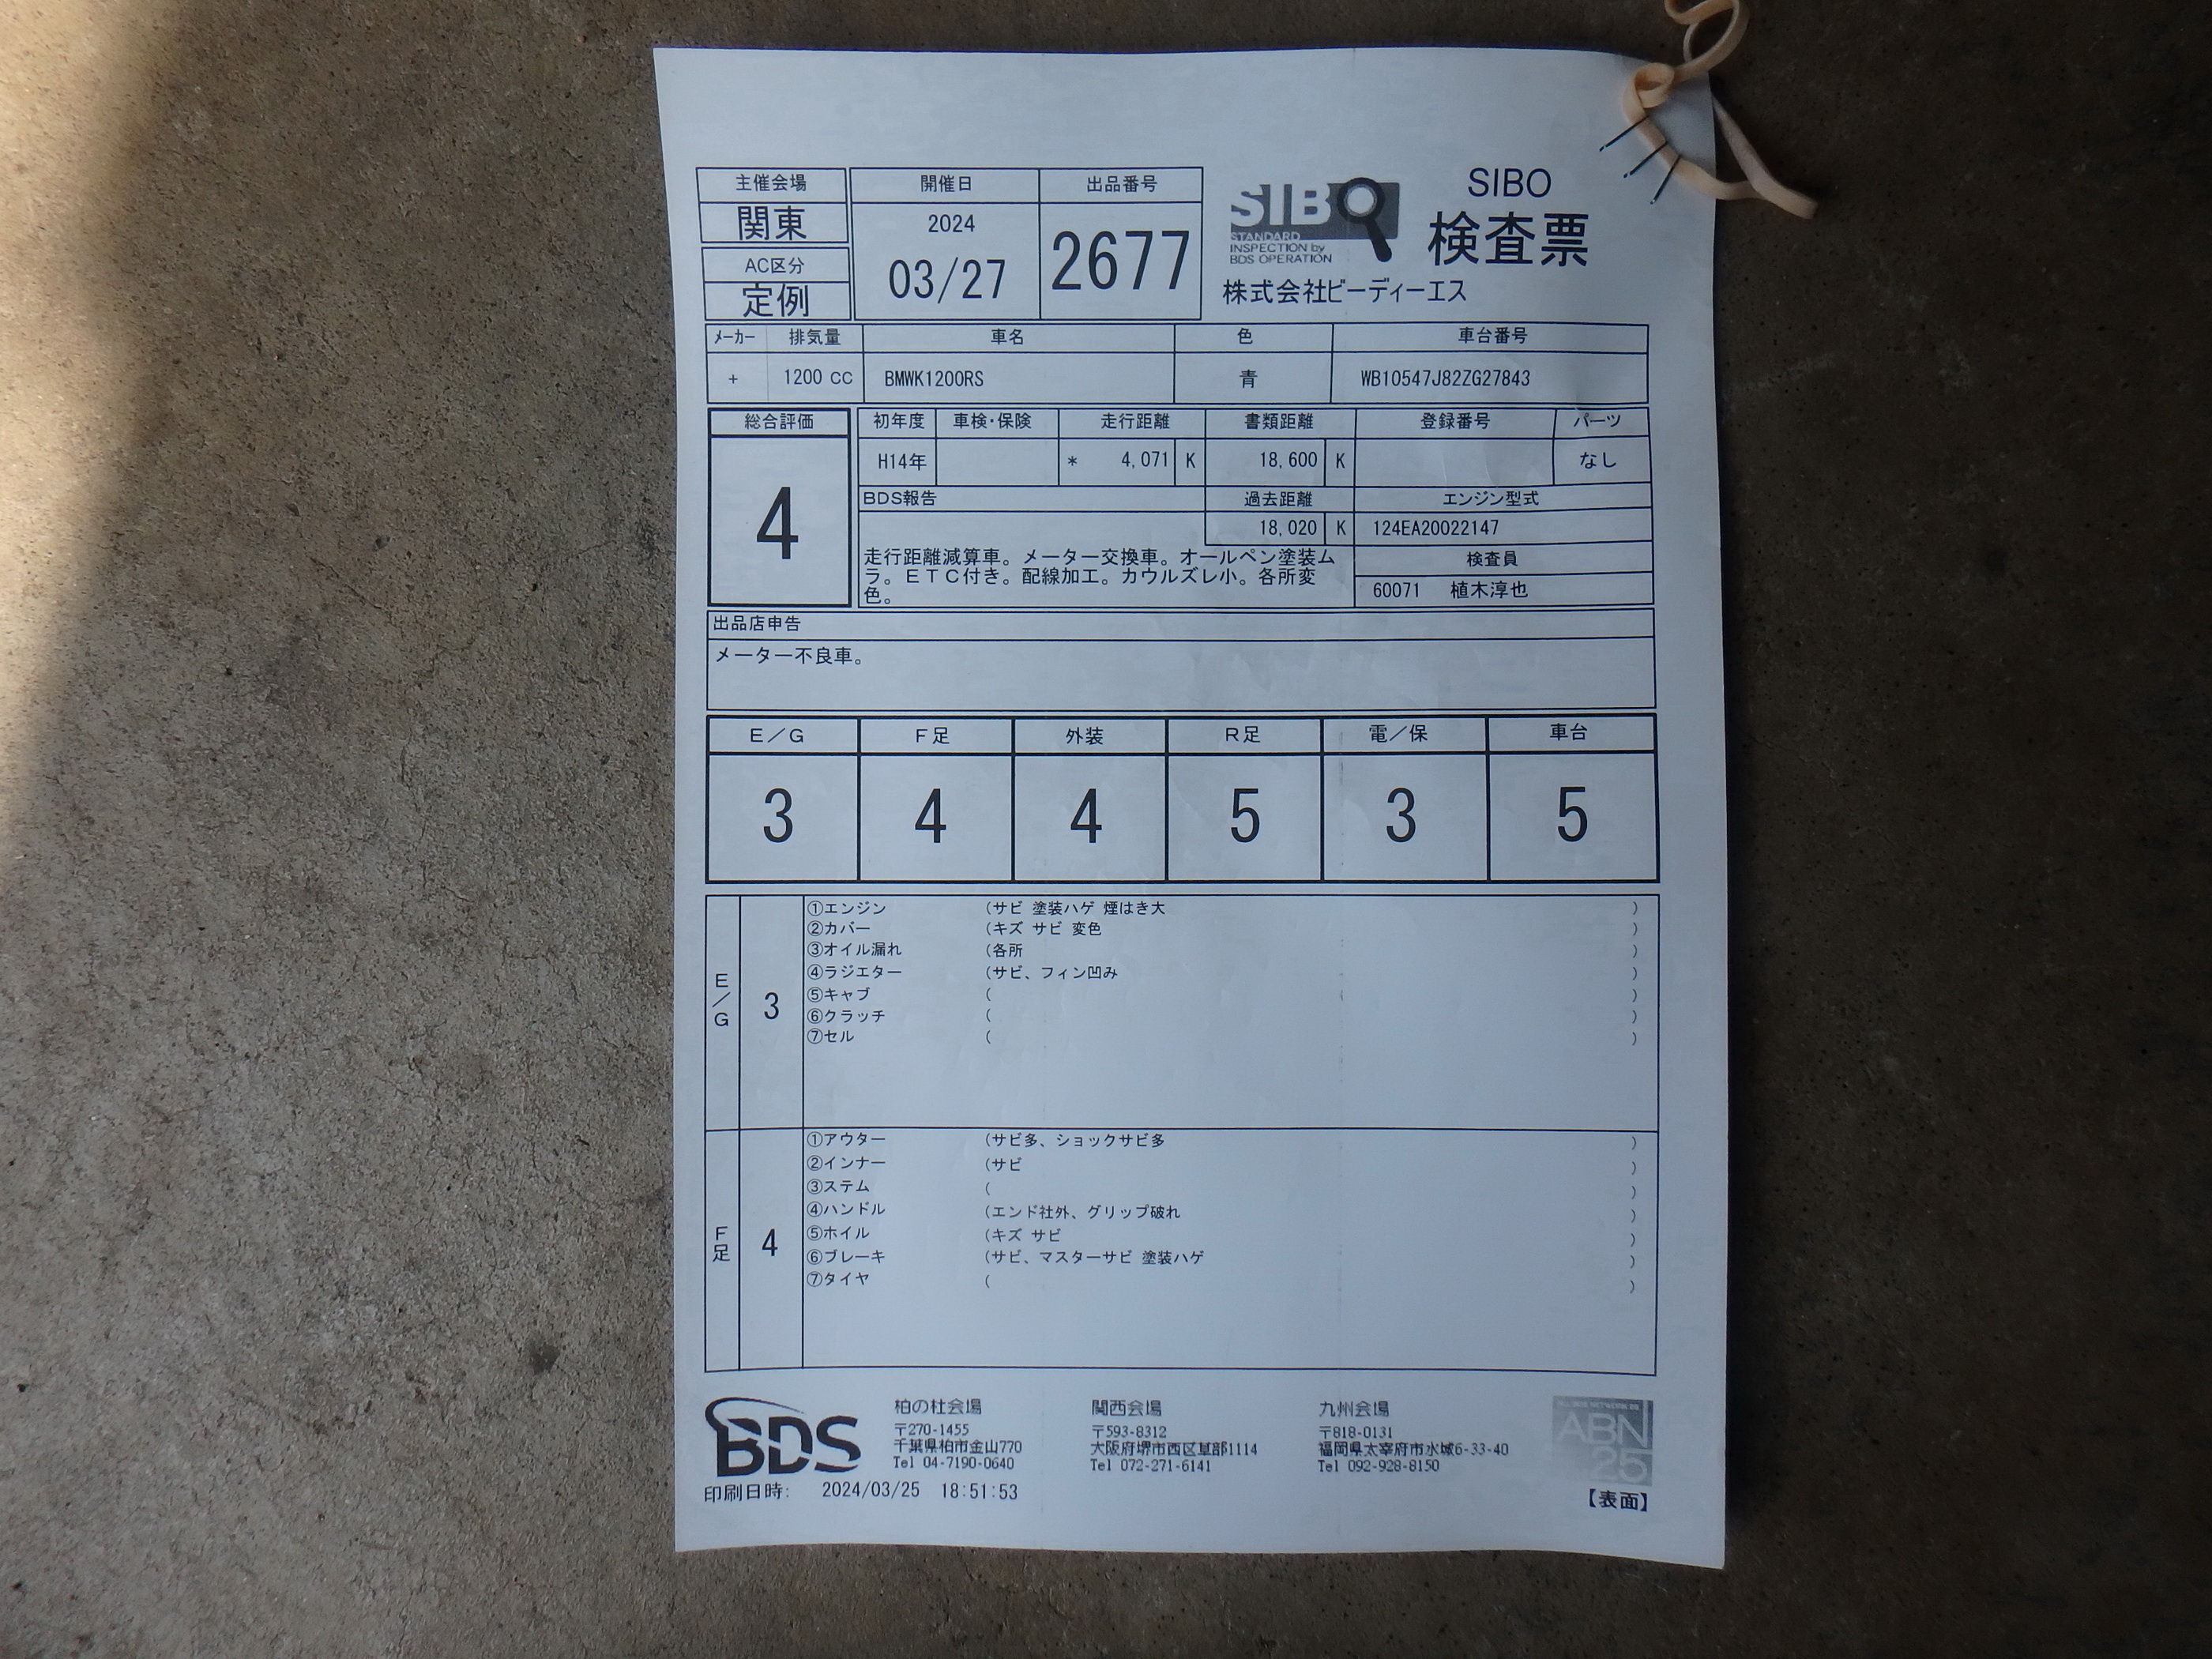 主催会場
関東
AC区分
定例
開催日
2024
03/27
出品番号
2677
SIBO
STANDARD
INSPECTION by
BDS OPERATION
SIBO
検査票
株式会社ビーディーエス
メーカー 排気量 車名 色 車台番号
+ 1200 CC BMWK1200RS 青 WB10547J82ZG27843
総合評価
4
初年度 車検・保険 走行距離 書類距離 登録番号 パーツ
H14年 * 4,071 K 18,600 K なし
BDS報告 過去距離 エンジン型式
18,020 K 124EA20022147
走行距離減算車。メーター交換車。オールペン塗装ム
ラ。ETC付き。配線加工。カウルズレ小。各所変
色。
検査員
60071 植木淳也
出品店申告
メーター不良車。
E/G F足 外装 R足 電/保 車台
3 4 4 5 3 5
E/G
3
①エンジン (サビ 塗装ハゲ 煙はき大 )
②カバー (キズ サビ 変色 )
③オイル漏れ (各所 )
④ラジエター (サビ、フィン凹み )
⑤キャブ ( )
⑥クラッチ ( )
⑦セル ( )
F足
4
①アウター (サビ多、ショックサビ多 )
②インナー (サビ )
③ステム ( )
④ハンドル (エンド社外、グリップ破れ )
⑤ホイル (キズ サビ )
⑥ブレーキ (サビ、マスターサビ 塗装ハゲ )
⑦タイヤ ( )
BDS
柏の杜会場
〒270-1455
千葉県柏市金山770
Tel 04-7190-0640
関西会場
〒593-8312
大阪府堺市西区草部1114
Tel 072-271-6141
九州会場
〒818-0131
福岡県太宰府市水城6-33-40
Tel 092-928-8150
ABN
25
印刷日時: 2024/03/25 18:51:53
【表面】